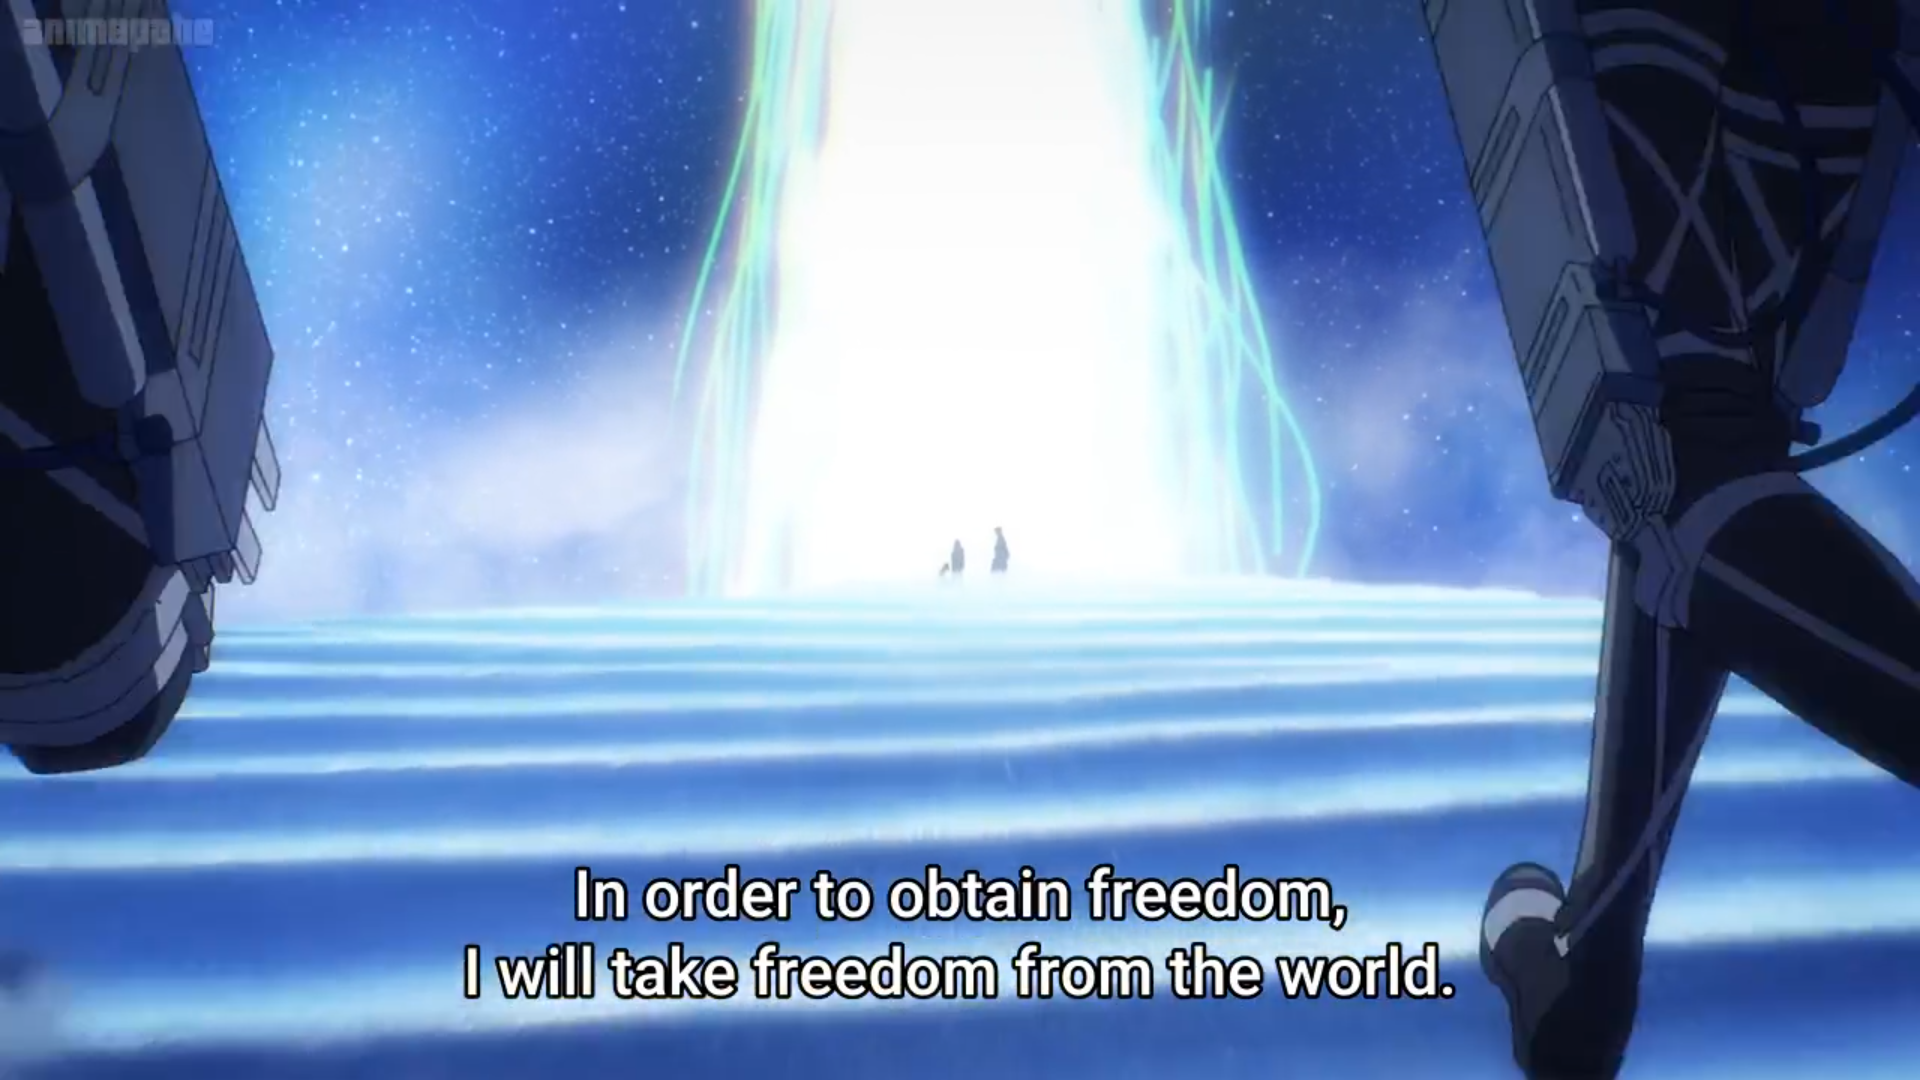 animepahe
In order to obtain freedom,
I will take freedom from the world.